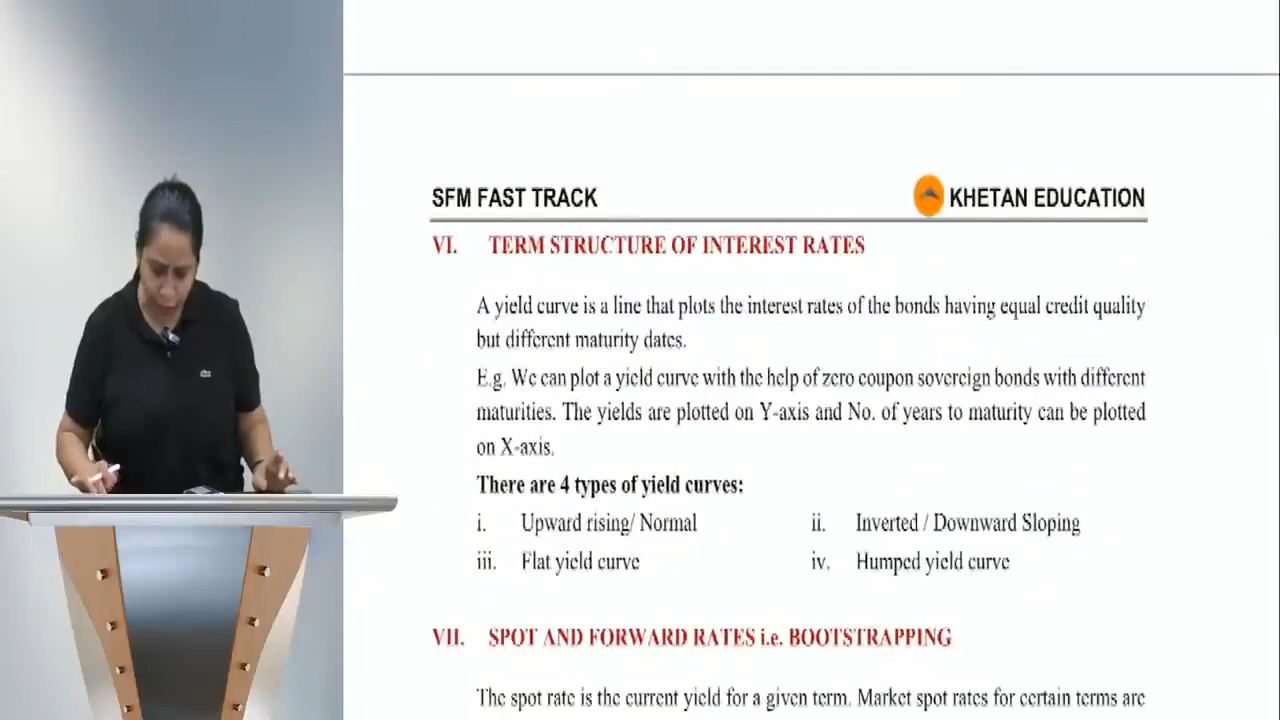 SFM FAST TRACK KHETAN EDUCATION
VI. TERM STRUCTURE OF INTEREST RATES
A yield curve is a line that plots the interest rates of the bonds having equal credit quality
but different maturity dates.
E.g. We can plot a yield curve with the help of zero coupon sovereign bonds with different
maturities. The yields are plotted on Y-axis and No. of years to maturity can be plotted
on X-axis.
There are 4 types of yield curves:
i. Upward rising/ Normal ii. Inverted / Downward Sloping
iii. Flat yield curve iv. Humped yield curve
VII. SPOT AND FORWARD RATES i.e. BOOTSTRAPPING
The spot rate is the current yield for a given term. Market spot rates for certain terms are